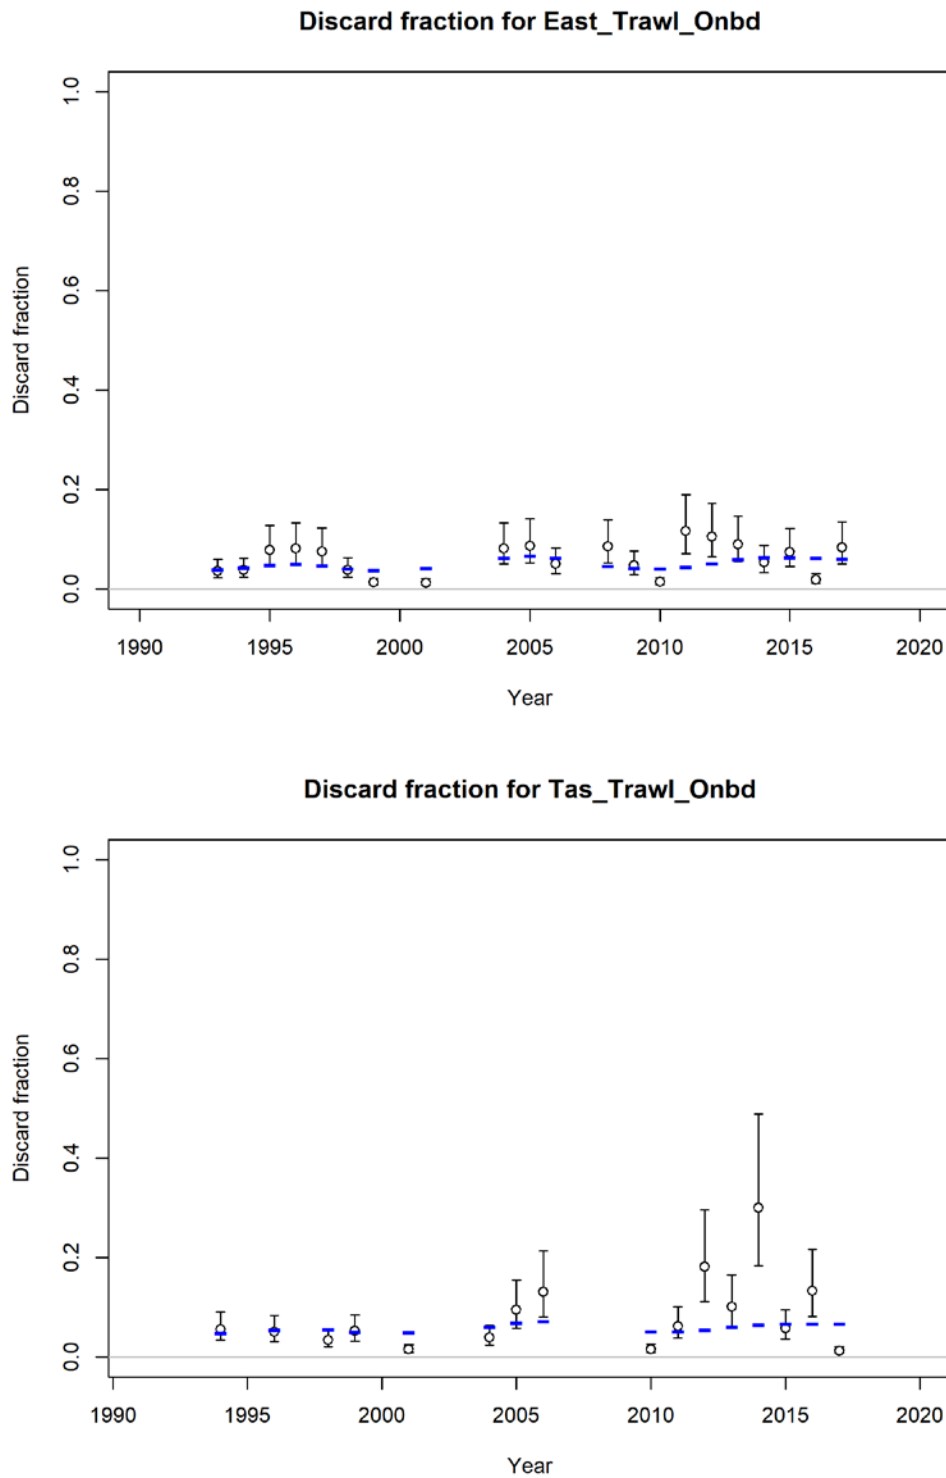 Discard fraction for East_Trawl_Onbd
1.0
0.8
0.6
0.4
0.2
0.0
Discard fraction
1990 1995 2000 2005 2010 2015 2020
Year
Discard fraction for Tas_Trawl_Onbd
1.0
0.8
0.6
0.4
0.2
0.0
Discard fraction
1990 1995 2000 2005 2010 2015 2020
Year